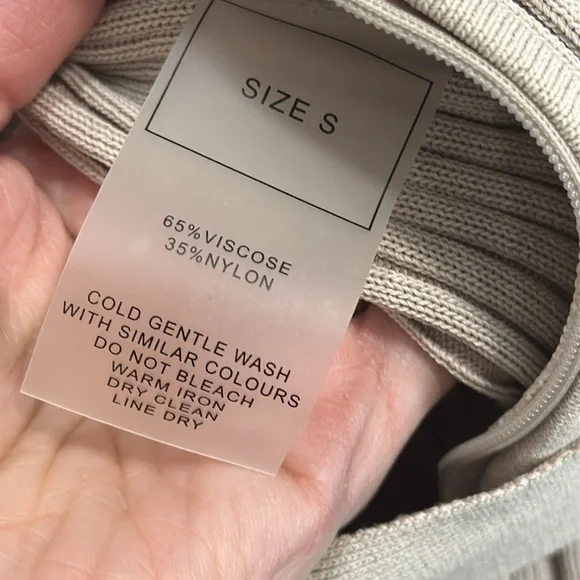 SIZE S
65%VISCOSE
35%NYLON
COLD GENTLE WASH
WITH SIMILAR COLOURS
DO NOT BLEACH
WARM IRON
DRY CLEAN
LINE DRY